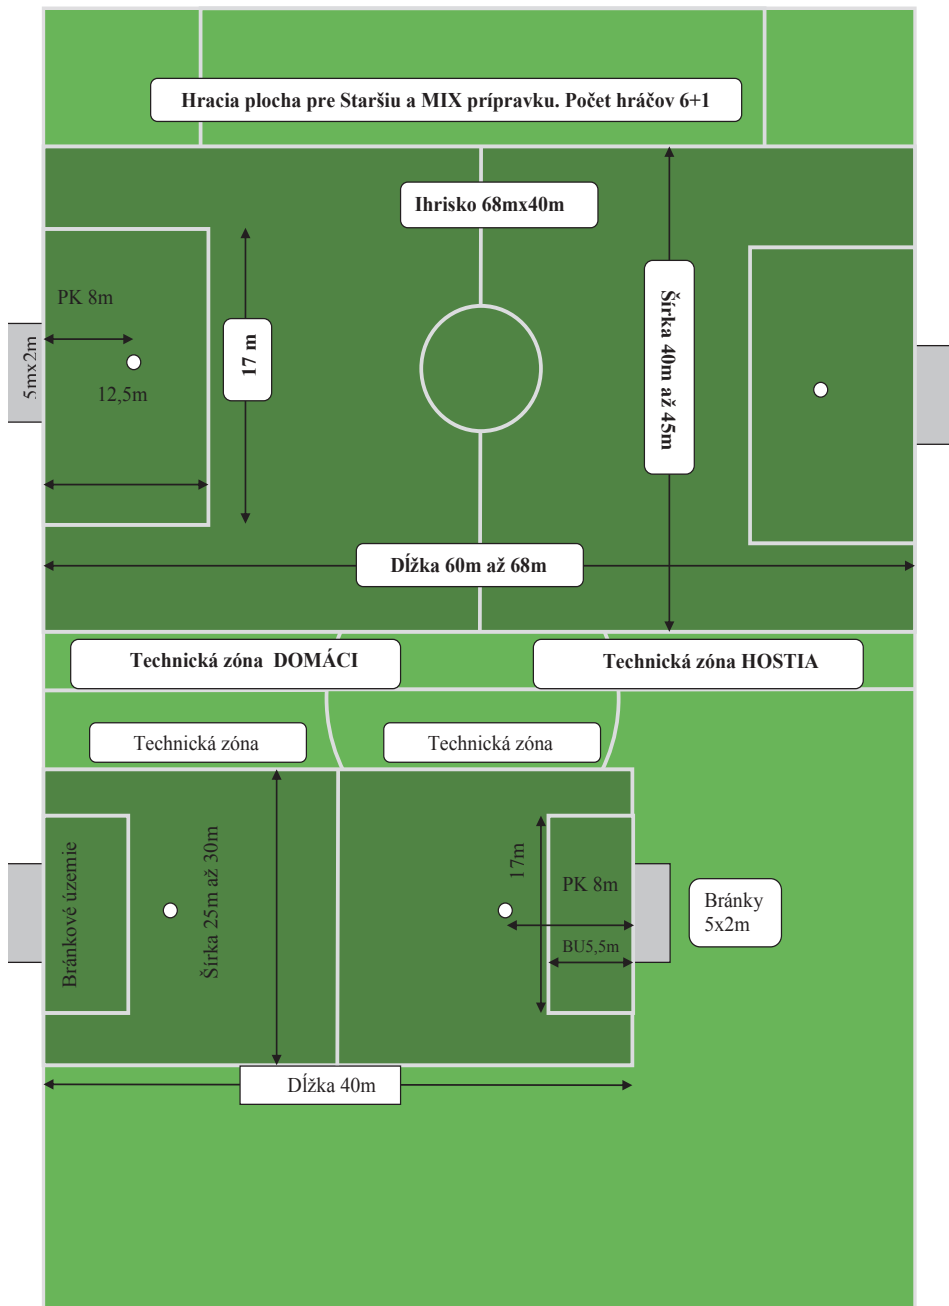 Hracia plocha pre Staršiu a MIX prípravku. Počet hráčov 6+1
Ihrisko 68mx40m
PK 8m
5mx2m
12,5m
17 m
Šírka 40m až 45m
Dĺžka 60m až 68m
Technická zóna DOMÁCI
Technická zóna HOSTIA
Technická zóna
Technická zóna
Bránkové územie
Šírka 25m až 30m
17m
PK 8m
BU5,5m
Bránky
5x2m
Dĺžka 40m